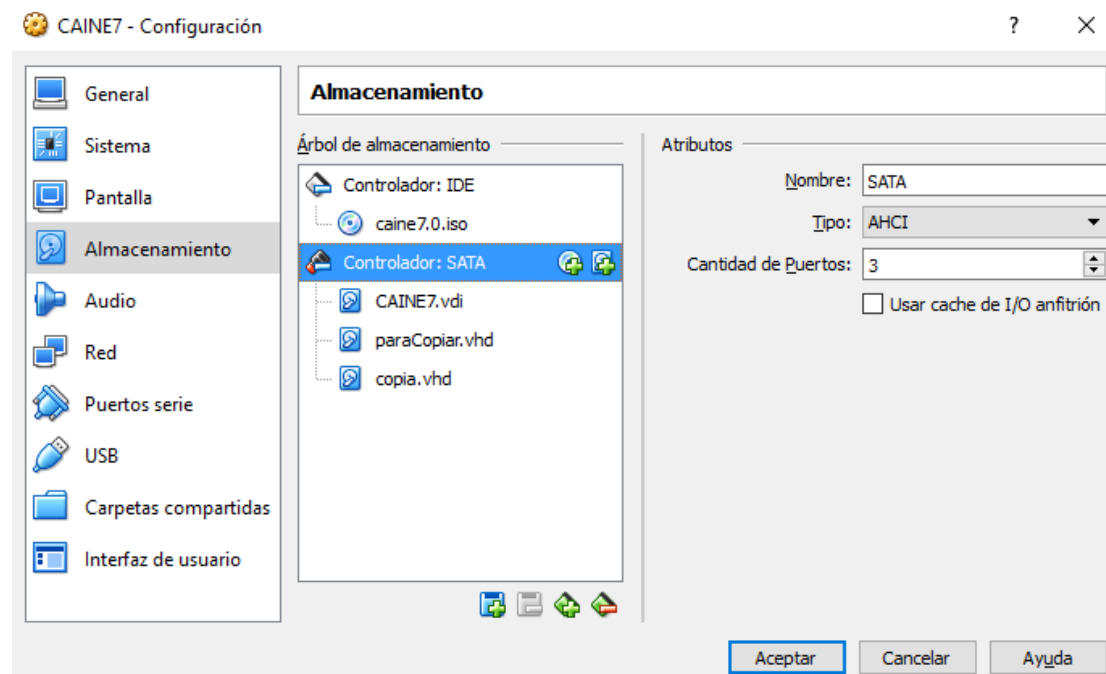 CAINE7 - Configuración
General
Sistema
Pantalla
Almacenamiento
Audio
Red
Puertos serie
USB
Carpetas compartidas
Interfaz de usuario
Almacenamiento
Árbol de almacenamiento
Controlador: IDE
caine7.0.iso
Controlador: SATA
CAINE7.vdi
paraCopiar.vhd
copia.vhd
Atributos
Nombre: SATA
Tipo: AHCI
Cantidad de Puertos: 3
Usar cache de I/O anfitrión
Aceptar Cancelar Ayuda